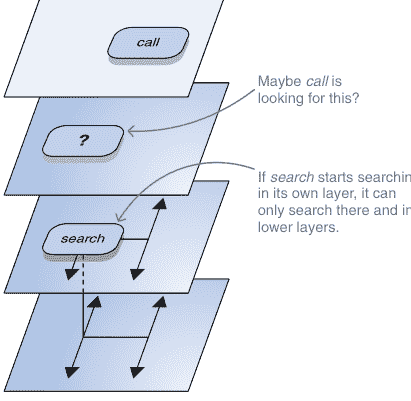 call
Maybe call is
looking for this?
?
If search starts searchin
in its own layer, it can
only search there and in
lower layers.
search